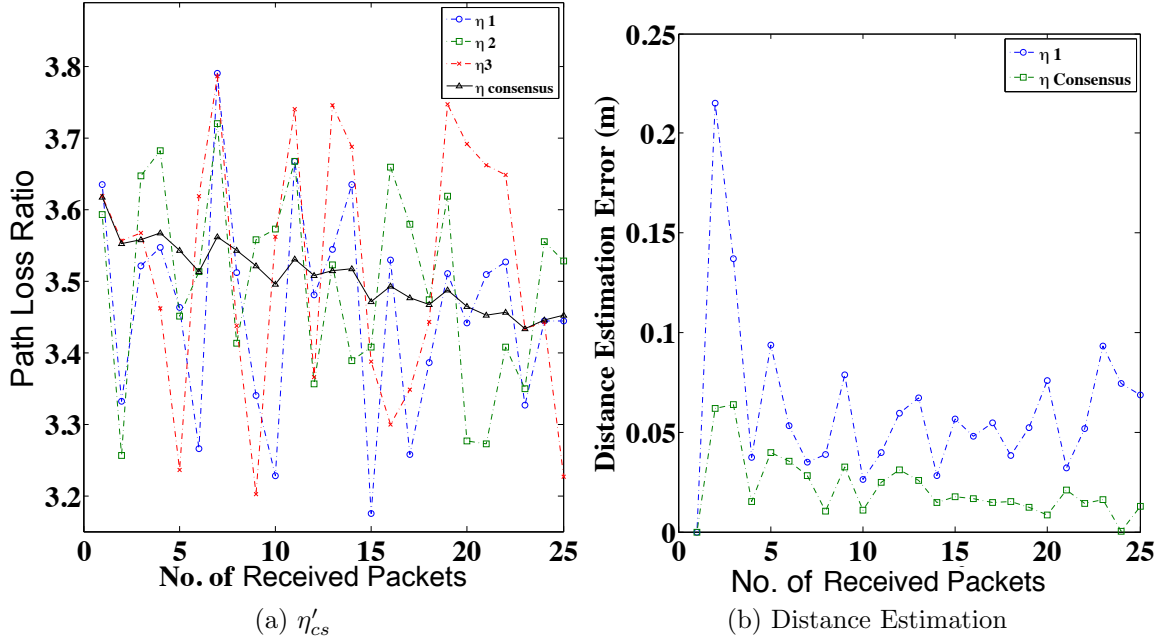 η 1
η 2
η3
η consensus
Path Loss Ratio
3.8
3.7
3.6
3.5
3.4
3.3
3.2
0 5 10 15 20 25
No. of Received Packets
(a) η′cs
η 1
η Consensus
Distance Estimation Error (m)
0.25
0.2
0.15
0.1
0.05
0
0 5 10 15 20 25
No. of Received Packets
(b) Distance Estimation